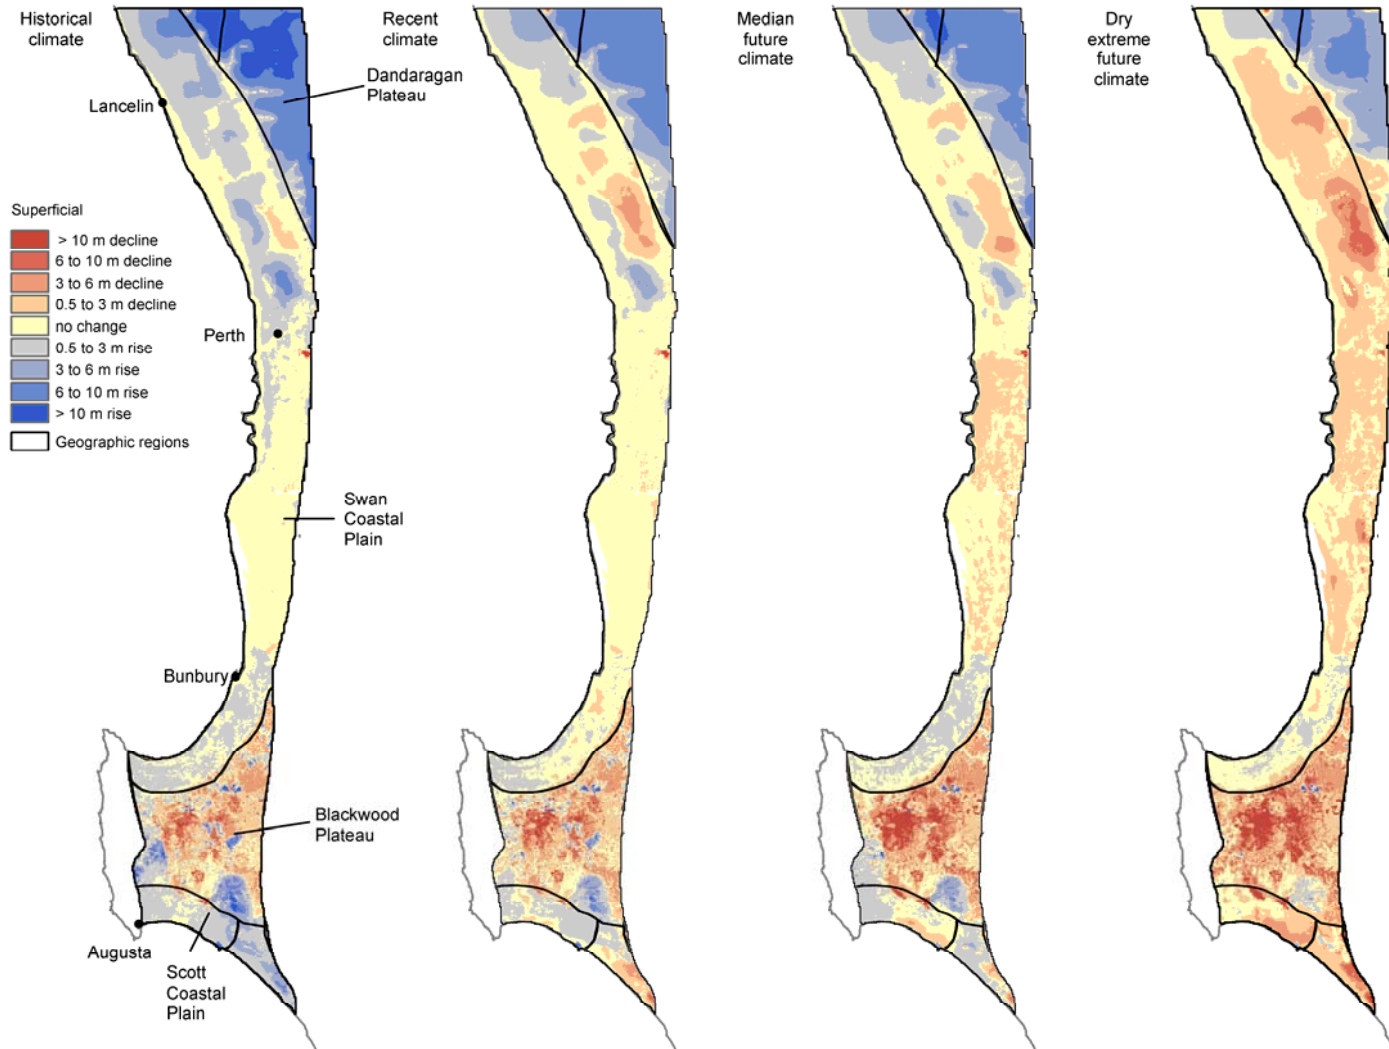 Historical
climate
Recent
climate
Median
future
climate
Dry
extreme
future
climate
Dandaragan
Plateau
Lancelin
Superficial
> 10 m decline
6 to 10 m decline
3 to 6 m decline
0.5 to 3 m decline
no change
0.5 to 3 m rise
3 to 6 m rise
6 to 10 m rise
> 10 m rise
Geographic regions
Perth
Swan
Coastal
Plain
Bunbury
Blackwood
Plateau
Augusta
Scott
Coastal
Plain